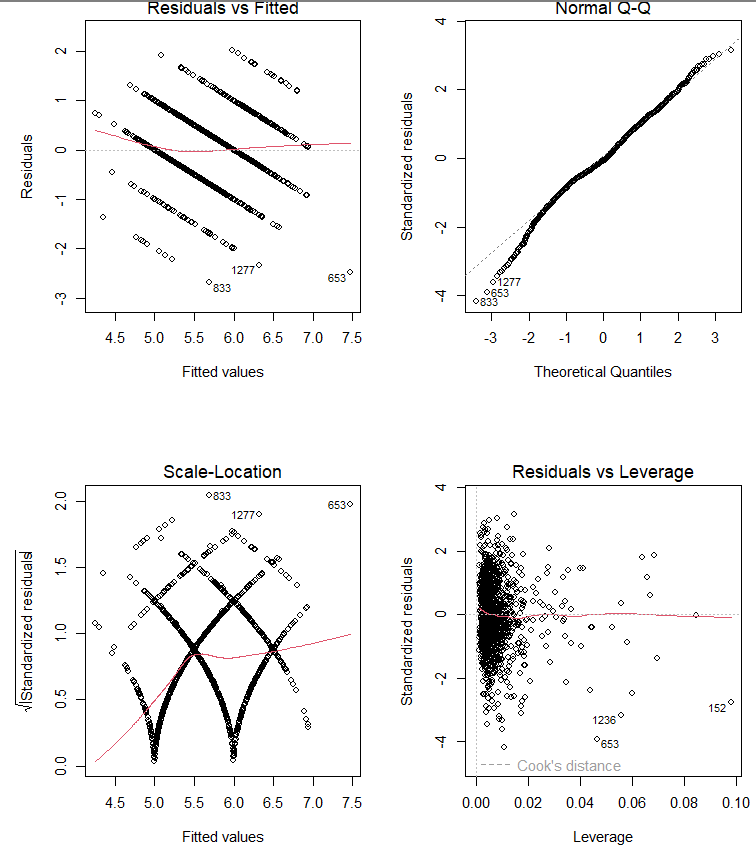 Residuals vs Fitted
Residuals
2
1
0
-1
-2
-3
1277
653
833
4.5 5.0 5.5 6.0 6.5 7.0 7.5
Fitted values
Normal Q-Q
Standardized residuals
4
2
0
-2
-4
1277
653
833
-3 -2 -1 0 1 2 3
Theoretical Quantiles
Scale-Location
√|Standardized residuals|
2.0
1.5
1.0
0.5
0.0
833
1277
653
4.5 5.0 5.5 6.0 6.5 7.0 7.5
Fitted values
Residuals vs Leverage
Standardized residuals
4
2
0
-2
-4
152
1236
653
Cook's distance
0.00 0.02 0.04 0.06 0.08 0.10
Leverage